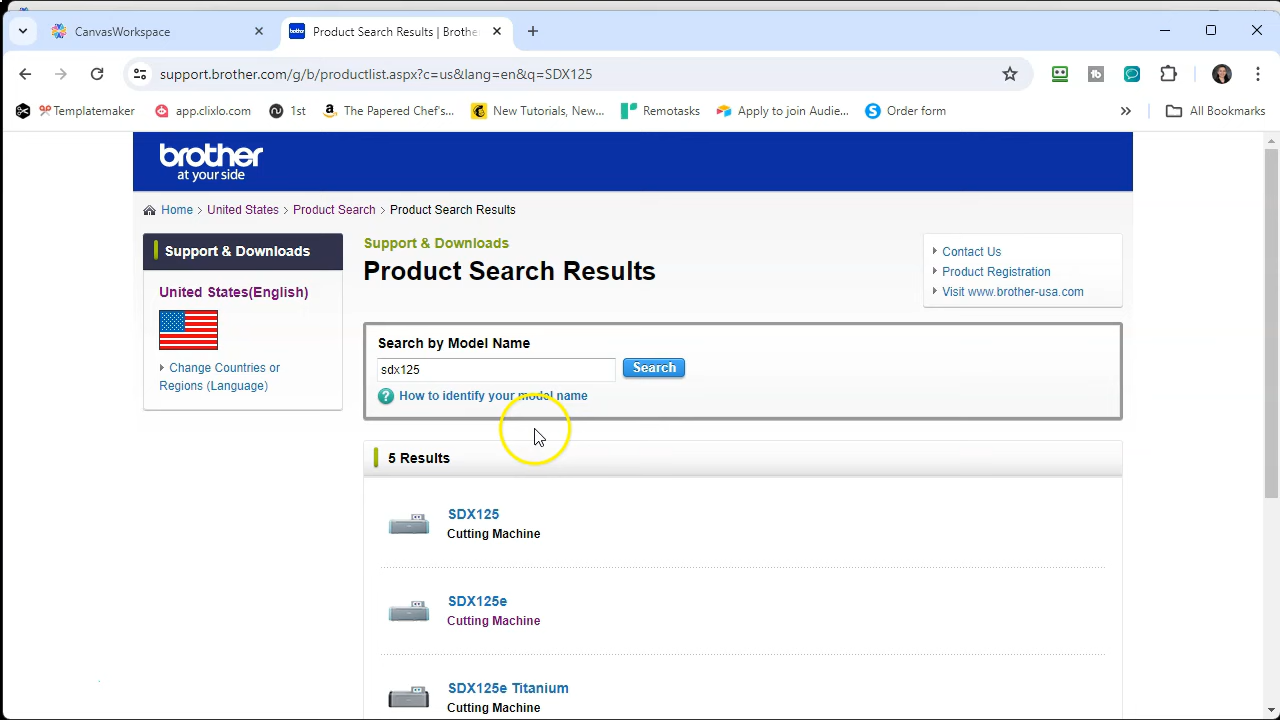 CanvasWorkspace
Product Search Results | Brothe
support.brother.com/g/b/productlist.aspx?c=us&lang=en&q=SDX125
Templatemaker
app.clixlo.com
1st
The Papered Chef's...
New Tutorials, New...
Remotasks
Apply to join Audie...
Order form
»
All Bookmarks
brother
at your side
Home > United States > Product Search > Product Search Results
Support & Downloads
United States(English)
Change Countries or
Regions (Language)
Support & Downloads
Product Search Results
Contact Us
Product Registration
Visit www.brother-usa.com
Search by Model Name
sdx125
Search
? How to identify your model name
5 Results
SDX125
Cutting Machine
SDX125e
Cutting Machine
SDX125e Titanium
Cutting Machine